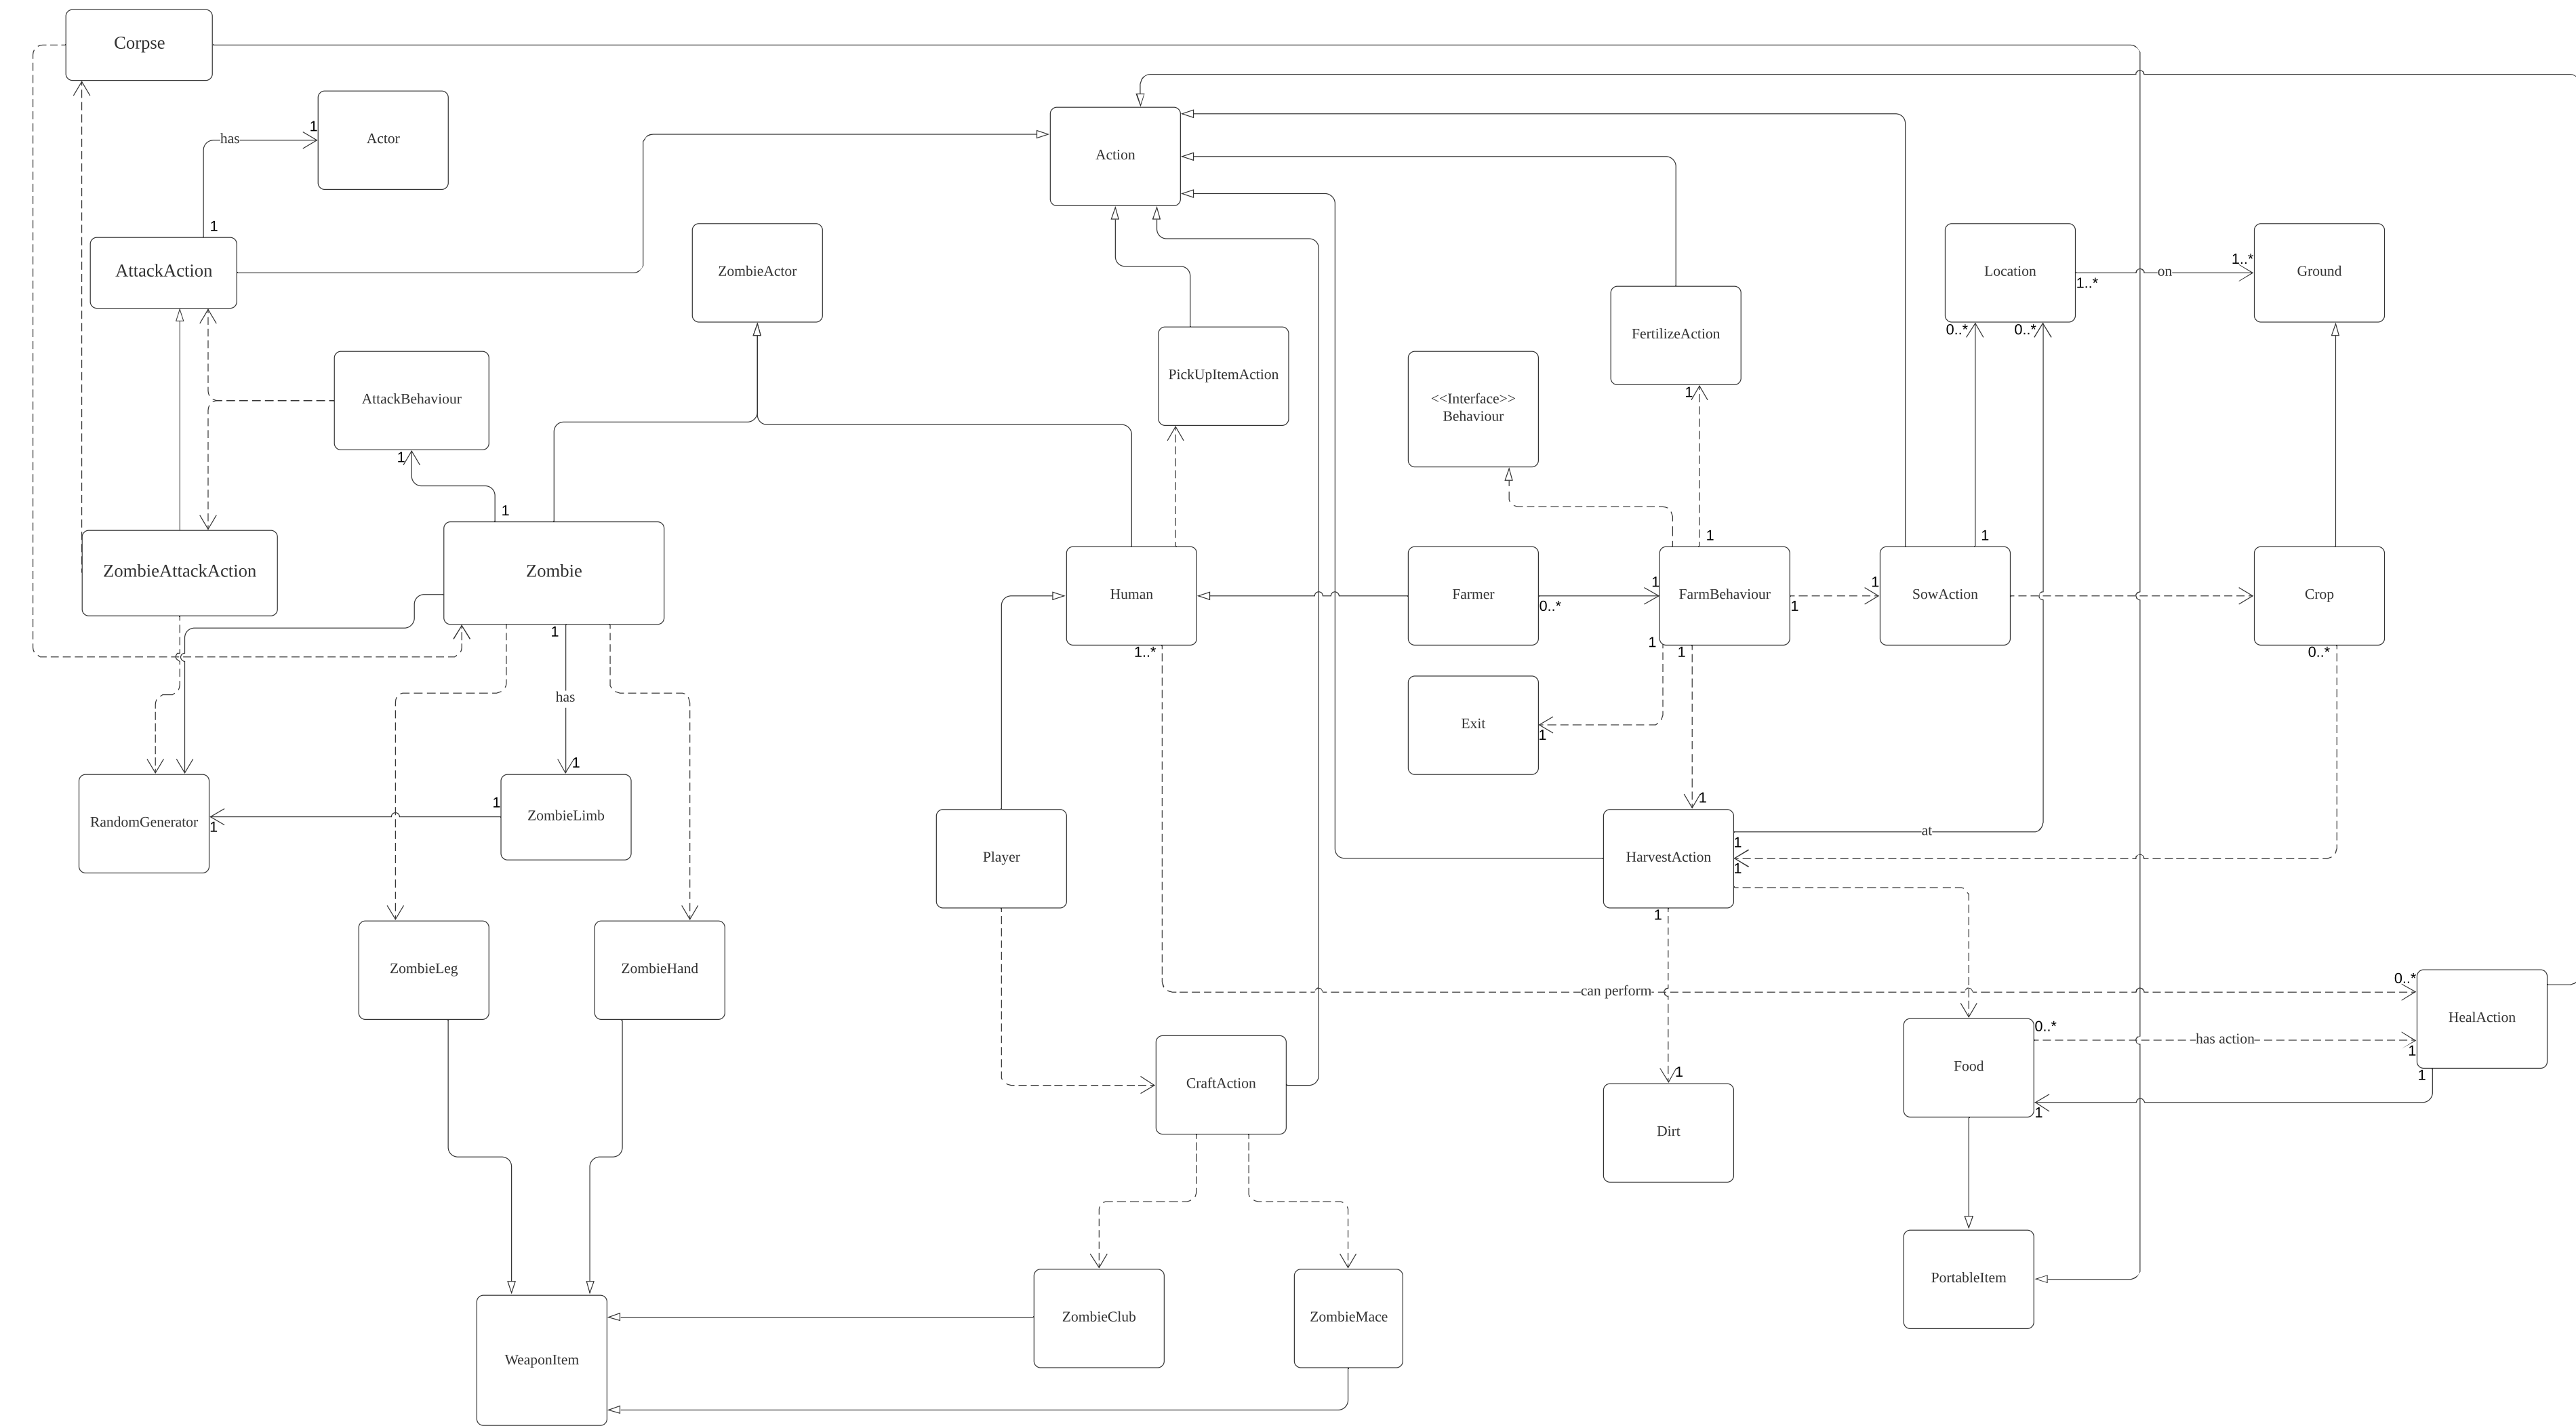 Corpse
Actor
has
1
1
Action
AttackAction
ZombieActor
Location
1..*
on
1..*
Ground
FertilizeAction
0..*
0..*
PickUpItemAction
AttackBehaviour
<<Interface>>
Behaviour
1
1
1
1
1
ZombieAttackAction
Zombie
Human
Farmer
0..*
1
FarmBehaviour
1
1
SowAction
Crop
1
1..*
1
1
0..*
has
Exit
1
1
1
RandomGenerator
1
1
ZombieLimb
Player
HarvestAction
at
1
1
1
ZombieLeg
ZombieHand
can perform
0..*
HealAction
0..*
has action
1
Food
1
1
1
CraftAction
Dirt
PortableItem
ZombieClub
ZombieMace
WeaponItem